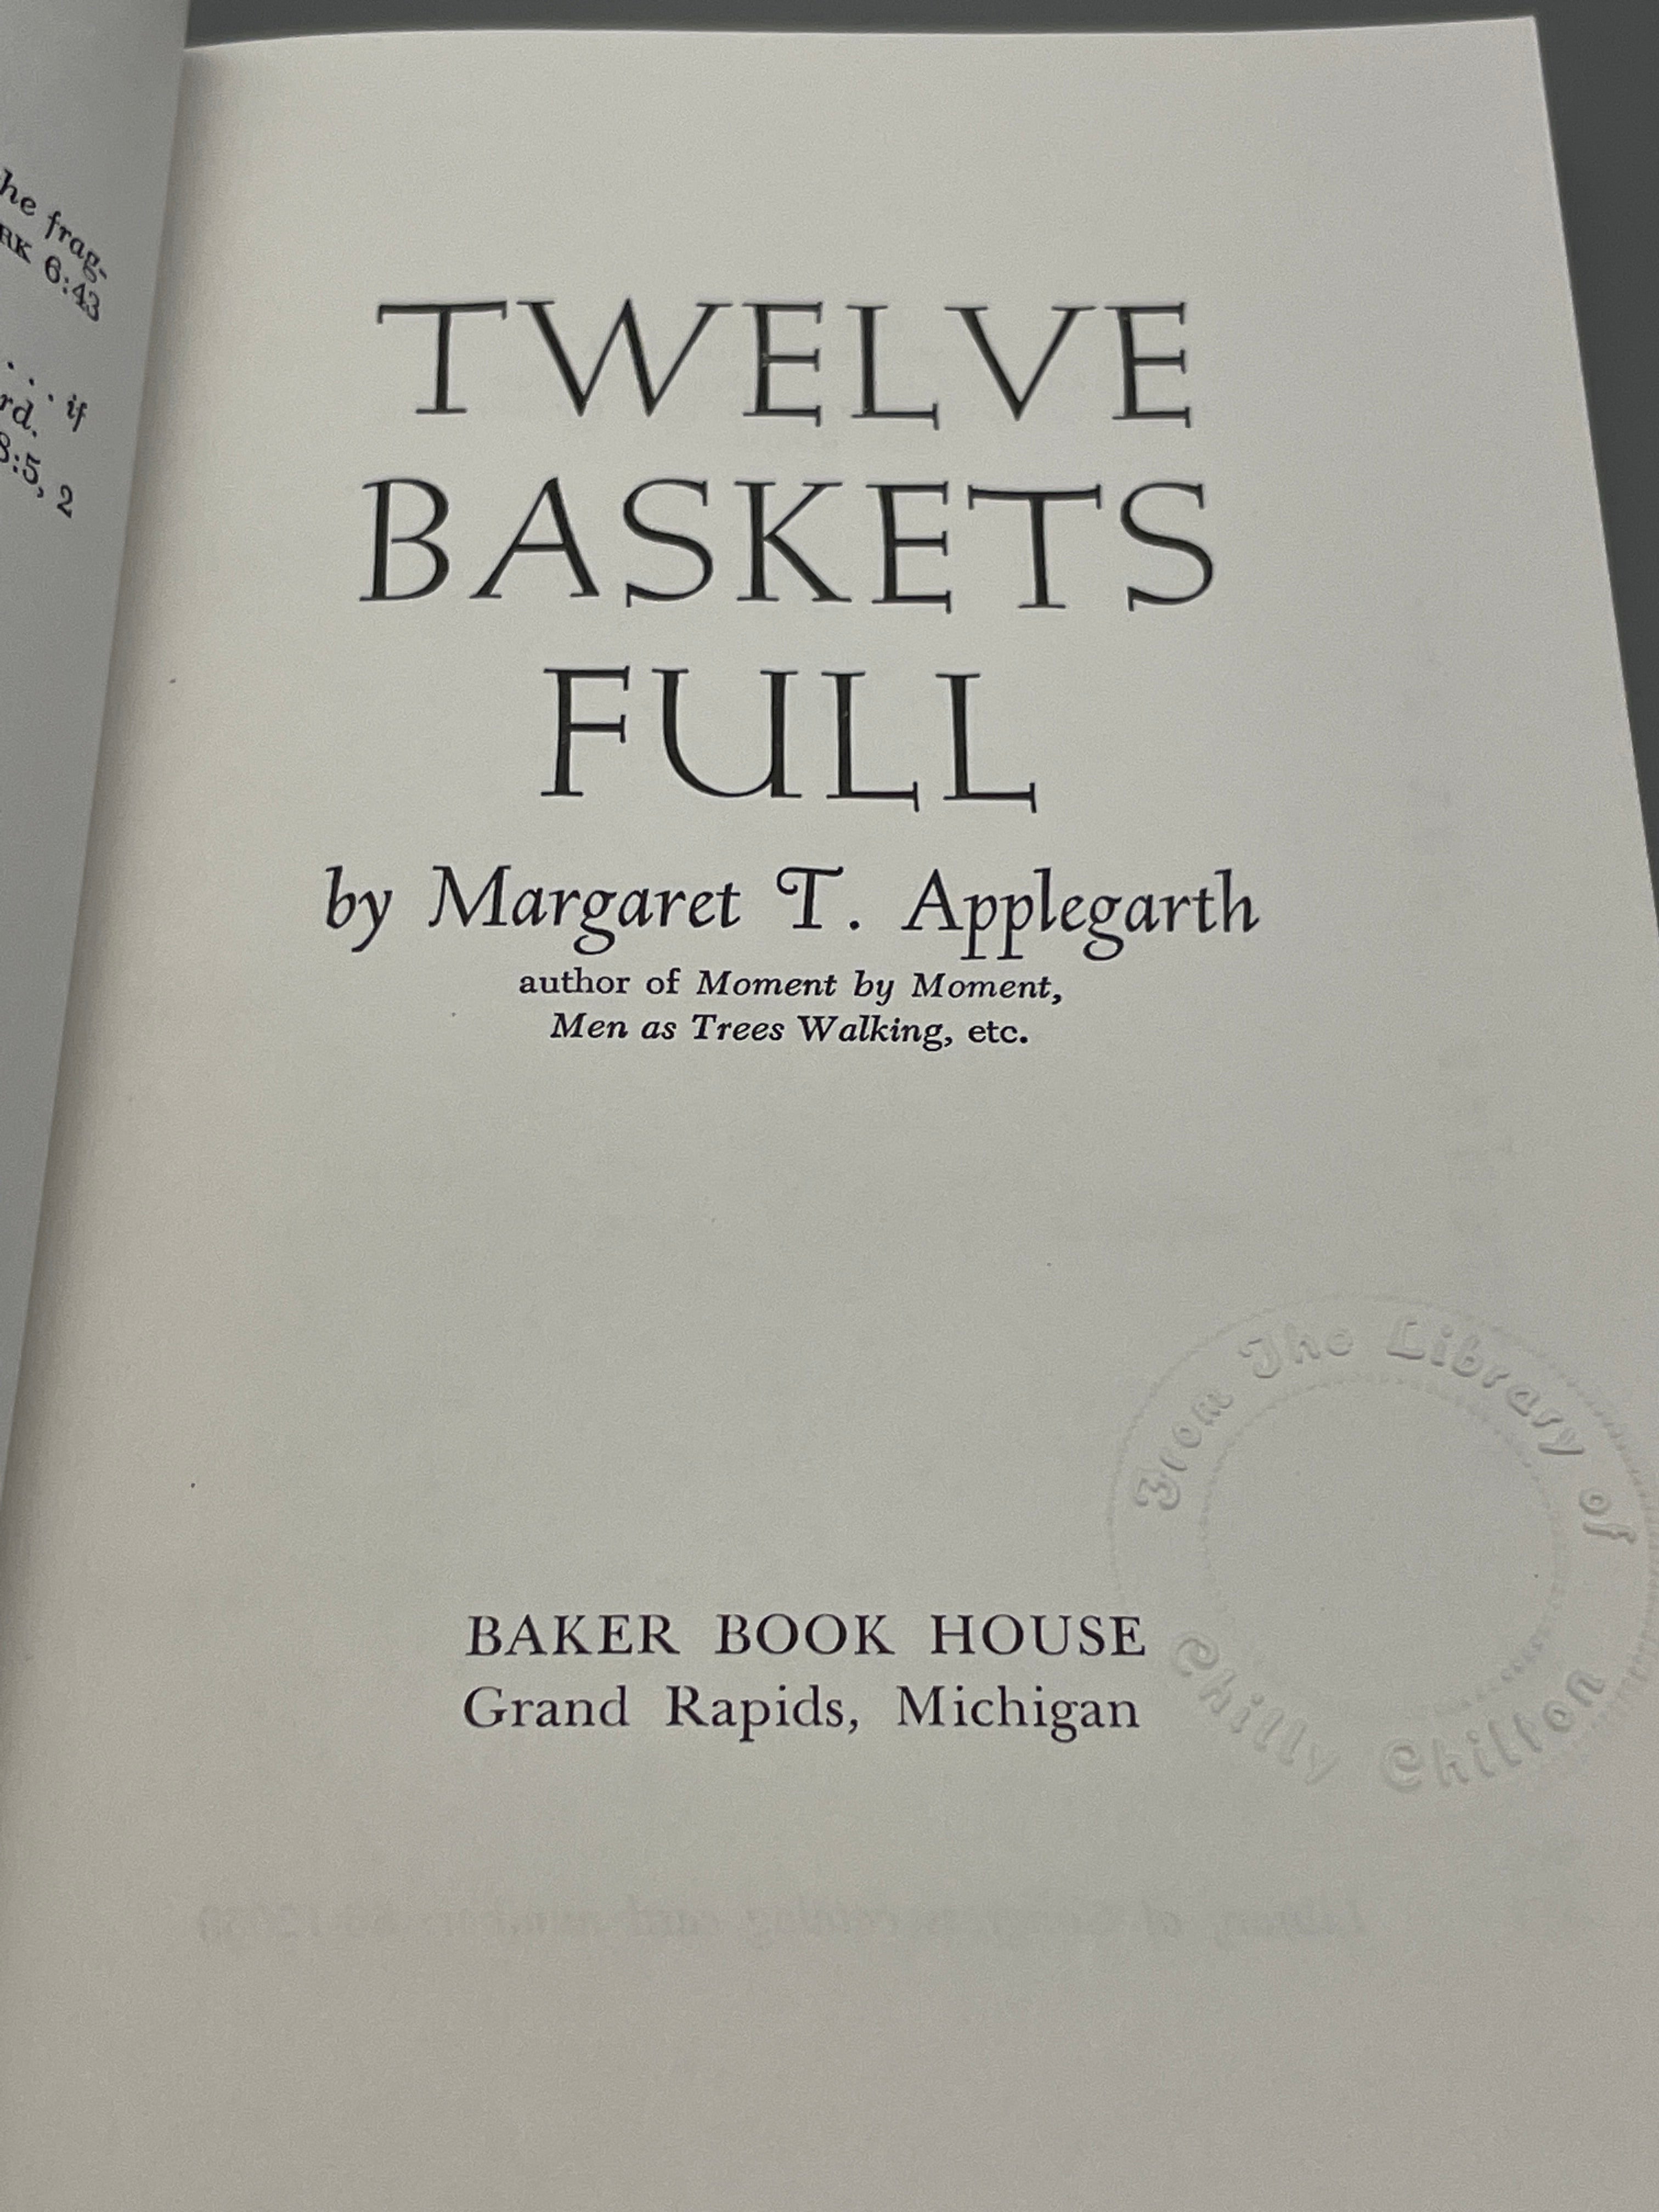 he frag-
RK 6:43
. . . if
rd.
8:5, 2
TWELVE
BASKETS
FULL
by Margaret T. Applegarth
author of Moment by Moment,
Men as Trees Walking, etc.
From The Library of
Chilly Chilton
BAKER BOOK HOUSE
Grand Rapids, Michigan